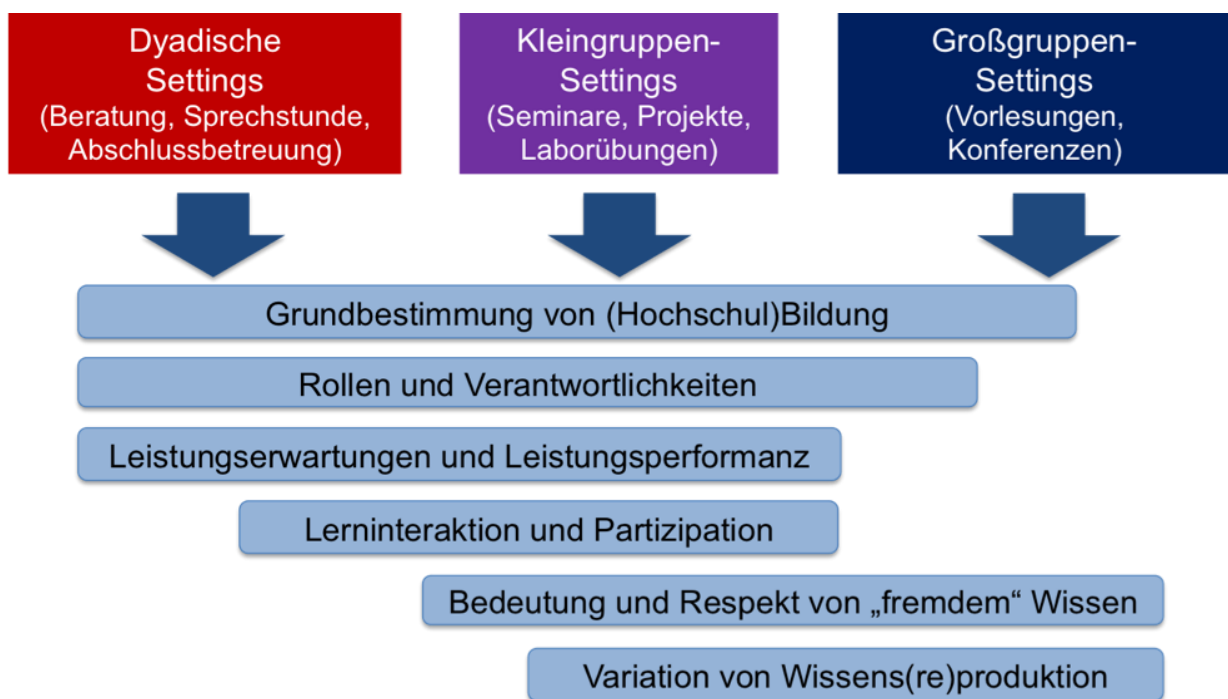 Dyadische
Settings
(Beratung, Sprechstunde,
Abschlussbetreuung)
Kleingruppen-
Settings
(Seminare, Projekte,
Laborübungen)
Großgruppen-
Settings
(Vorlesungen,
Konferenzen)
Grundbestimmung von (Hochschul)Bildung
Rollen und Verantwortlichkeiten
Leistungserwartungen und Leistungsperformanz
Lerninteraktion und Partizipation
Bedeutung und Respekt von „fremdem“ Wissen
Variation von Wissens(re)produktion